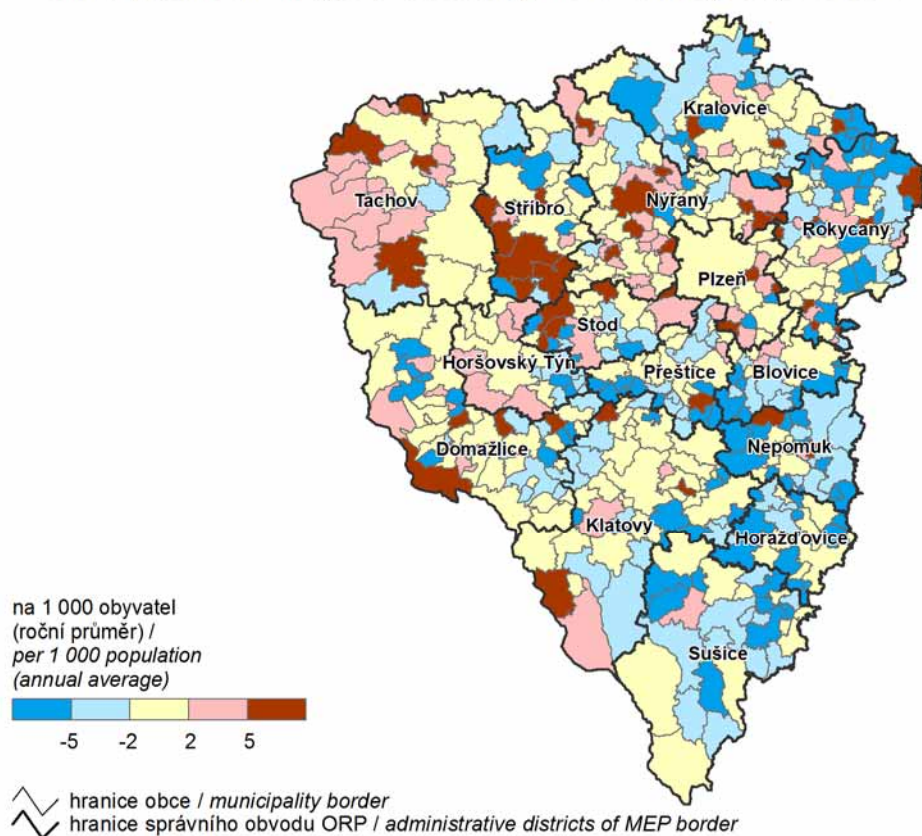 Kralovice
Tachov
Stříbro
Nýřany
Rokycany
Plzeň
Stod
Horšovský Týn
Přeštice
Blovice
Domažlice
Nepomuk
Klatovy
Horažďovice
Sušice
na 1 000 obyvatel
(roční průměr) /
per 1 000 population
(annual average)
-5 -2 2 5
hranice obce / municipality border
hranice správního obvodu ORP / administrative districts of MEP border